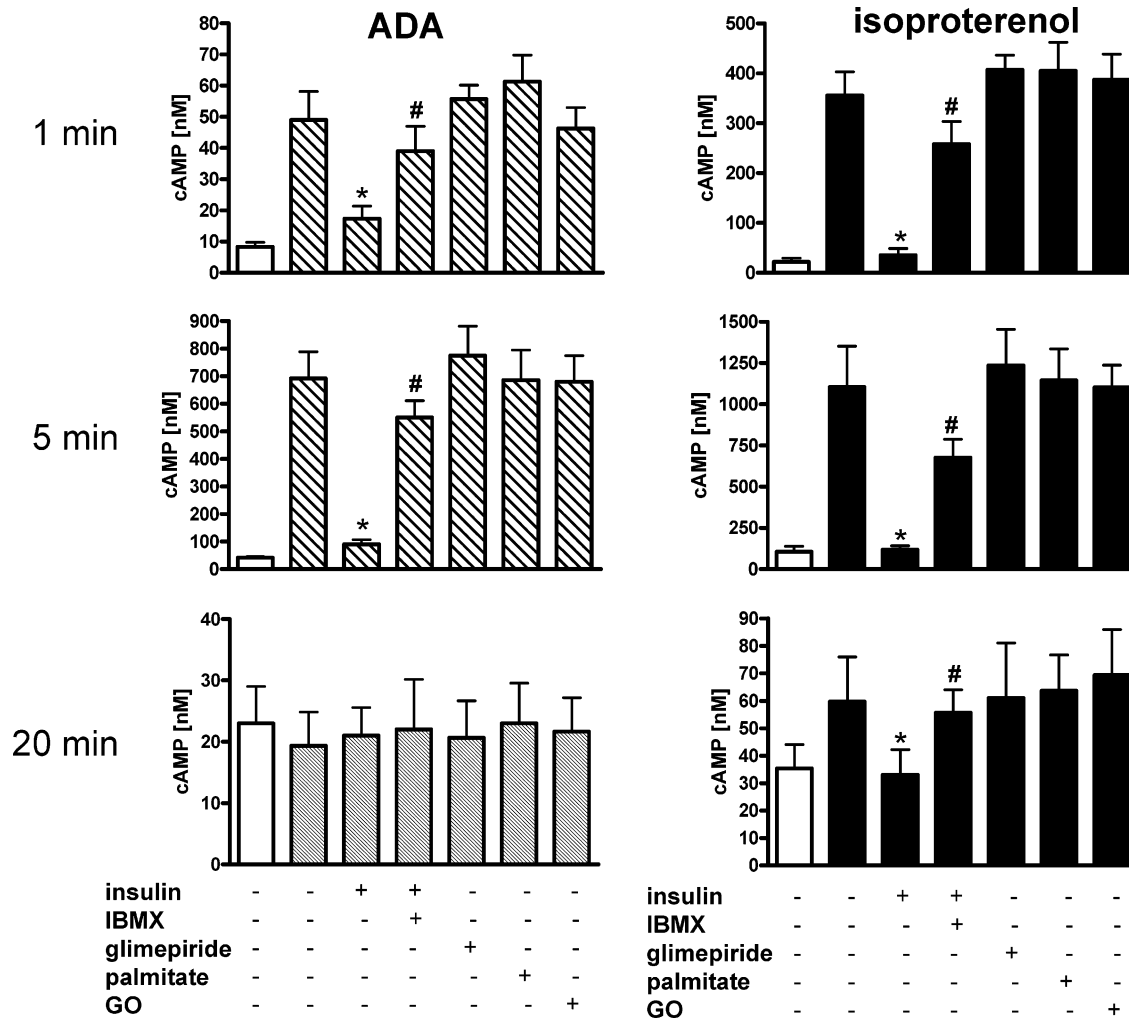 ADA
isoproterenol
1 min
cAMP [nM]
80
70
60
50
40
30
20
10
0
*
#
cAMP [nM]
500
400
300
200
100
0
*
#
5 min
cAMP [nM]
900
800
700
600
500
400
300
200
100
0
*
#
cAMP [nM]
1500
1250
1000
750
500
250
0
*
#
20 min
cAMP [nM]
40
30
20
10
0
cAMP [nM]
90
80
70
60
50
40
30
20
10
0
*
#
insulin - - + + - - -
IBMX - - - + - - -
glimepiride - - - - + - -
palmitate - - - - - + -
GO - - - - - - +
insulin - - + + - - -
IBMX - - - + - - -
glimepiride - - - - + - -
palmitate - - - - - + -
GO - - - - - - +